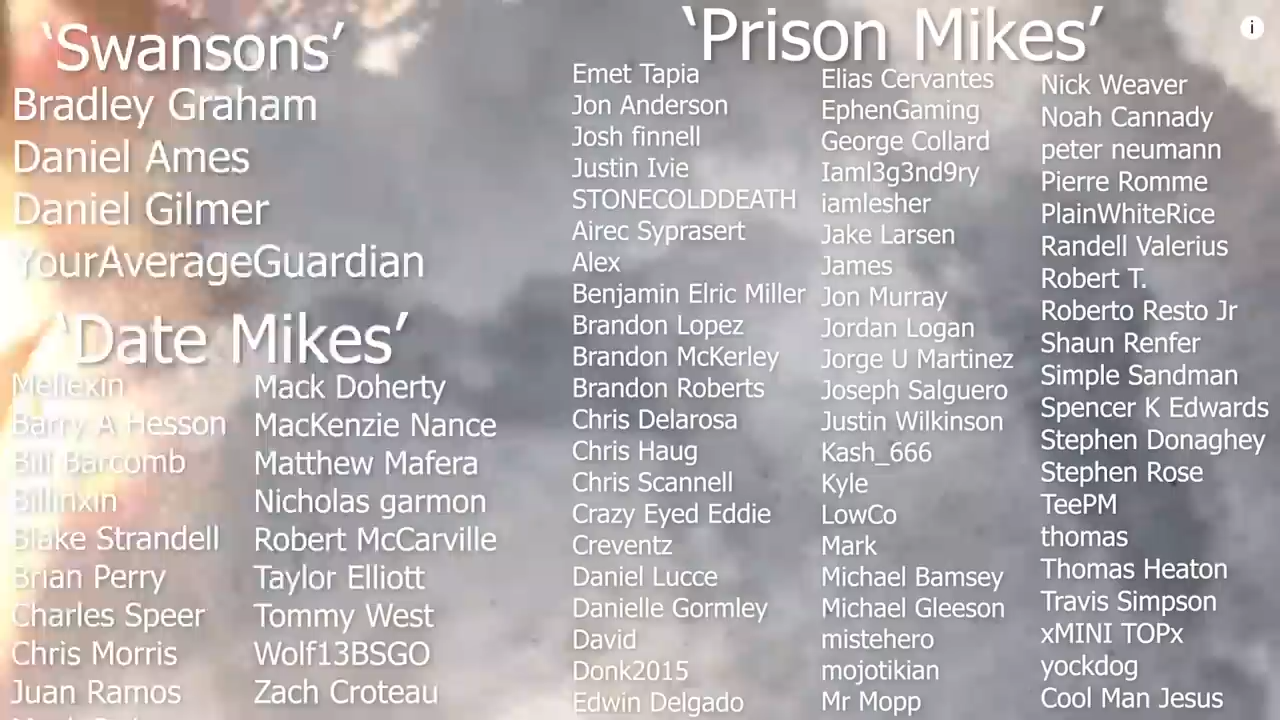 ‘Swansons’
Bradley Graham
Daniel Ames
Daniel Gilmer
YourAverageGuardian
‘Date Mikes’
Meliexin
Barry A Hesson
Bill Barcomb
Billinxin
Blake Strandell
Brian Perry
Charles Speer
Chris Morris
Juan Ramos
Mack Doherty
MacKenzie Nance
Matthew Mafera
Nicholas garmon
Robert McCarville
Taylor Elliott
Tommy West
Wolf13BSGO
Zach Croteau
‘Prison Mikes’
Emet Tapia
Jon Anderson
Josh finnell
Justin Ivie
STONECOLDDEATH
Airec Syprasert
Alex
Benjamin Elric Miller
Brandon Lopez
Brandon McKerley
Brandon Roberts
Chris Delarosa
Chris Haug
Chris Scannell
Crazy Eyed Eddie
Creventz
Daniel Lucce
Danielle Gormley
David
Donk2015
Edwin Delgado
Elias Cervantes
EphenGaming
George Collard
Iaml3g3nd9ry
iamlesher
Jake Larsen
James
Jon Murray
Jordan Logan
Jorge U Martinez
Joseph Salguero
Justin Wilkinson
Kash_666
Kyle
LowCo
Mark
Michael Bamsey
Michael Gleeson
mistehero
mojotikian
Mr Mopp
Nick Weaver
Noah Cannady
peter neumann
Pierre Romme
PlainWhiteRice
Randell Valerius
Robert T.
Roberto Resto Jr
Shaun Renfer
Simple Sandman
Spencer K Edwards
Stephen Donaghey
Stephen Rose
TeePM
thomas
Thomas Heaton
Travis Simpson
xMINI TOPx
yockdog
Cool Man Jesus